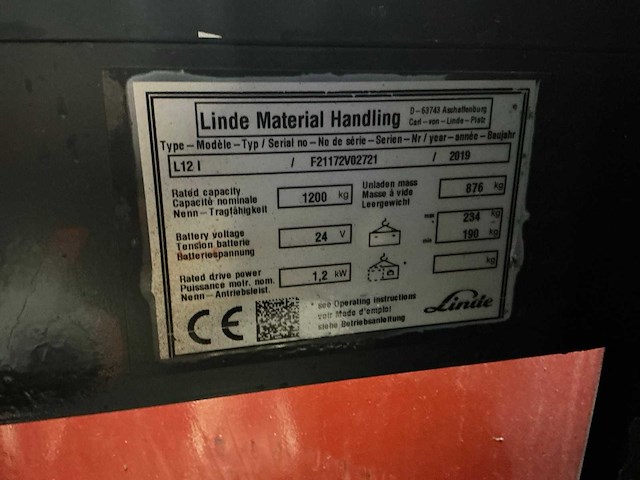 Linde Material Handling
D-63743 Aschaffenburg
Carl-von-Linde-Platz
Type-Modèle-Typ / Serial no-No de série-Serien-Nr / year-année-Baujahr
L12 I / F21172V02721 / 2019
Rated capacity
Capacité nominale
Nenn-Tragfähigkeit
1200 kg
Unladen mass
Masse à vide
Leergewicht
876 kg
Battery voltage
Tension batterie
Batteriespannung
24 V
max 234 kg
min 190 kg
Rated drive power
Puissance motr. nom.
Nenn-Antriebsleist.
1,2 kW
kg
CE
* see Operating instructions
voir Mode d'emploi
siehe Betriebsanleitung
Linde